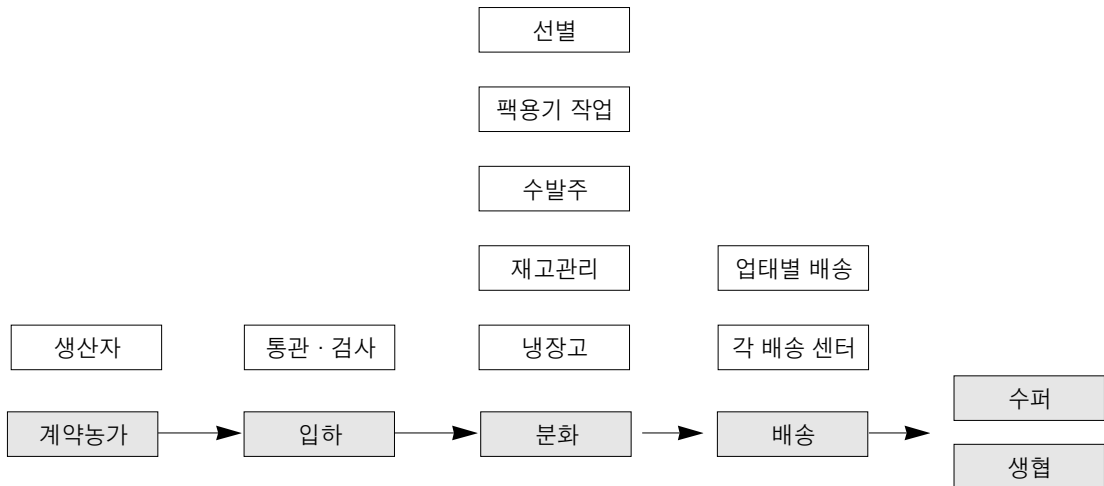 선별
팩용기 작업
수발주
재고관리
업태별 배송
생산자
통관 · 검사
냉장고
각 배송 센터
수퍼
계약농가
입하
분화
배송
생협